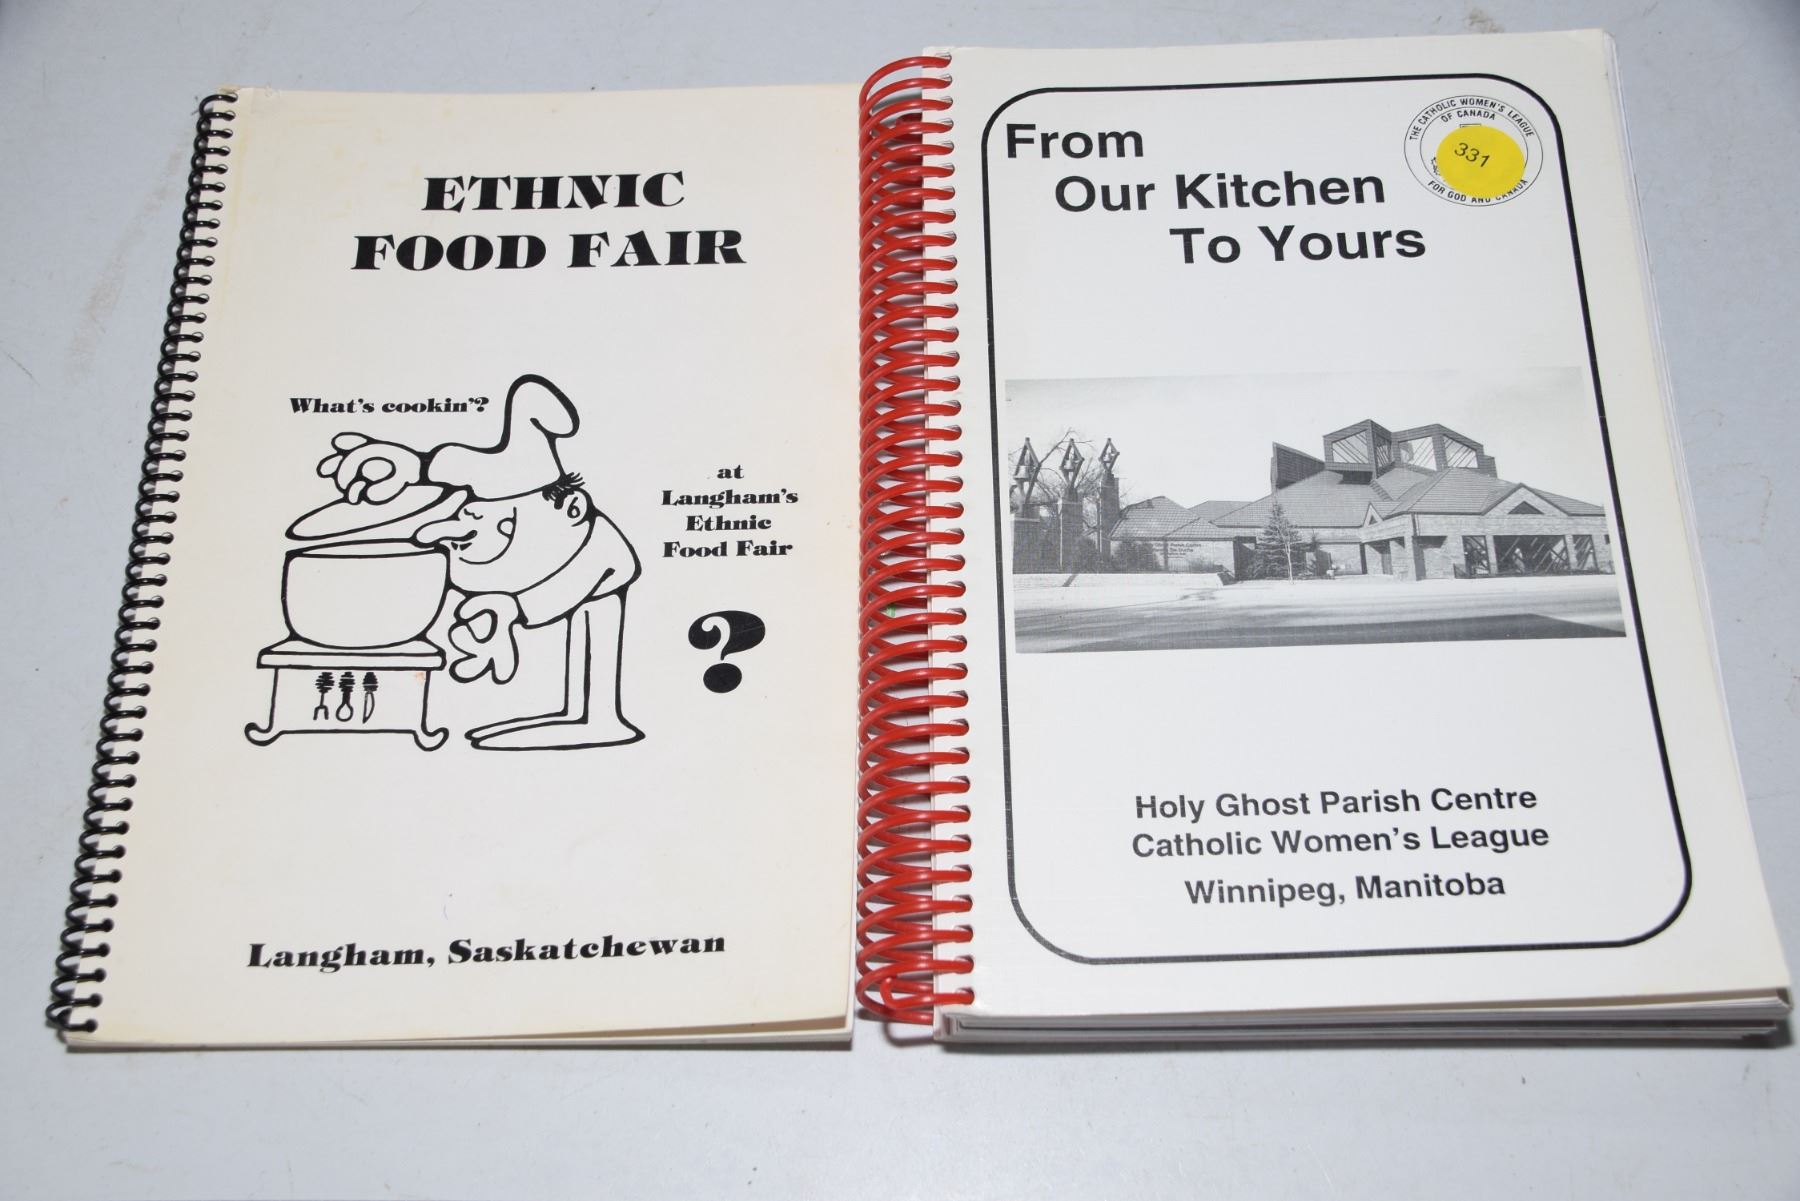 ETHNIC
FOOD FAIR
What's cookin'?
at
Langham's
Ethnic
Food Fair
?
Langham, Saskatchewan
From
Our Kitchen
To Yours
THE CATHOLIC WOMEN'S LEAGUE
OF CANADA
331
FOR GOD AND CANADA
Holy Ghost Parish Centre
Catholic Women's League
Winnipeg, Manitoba